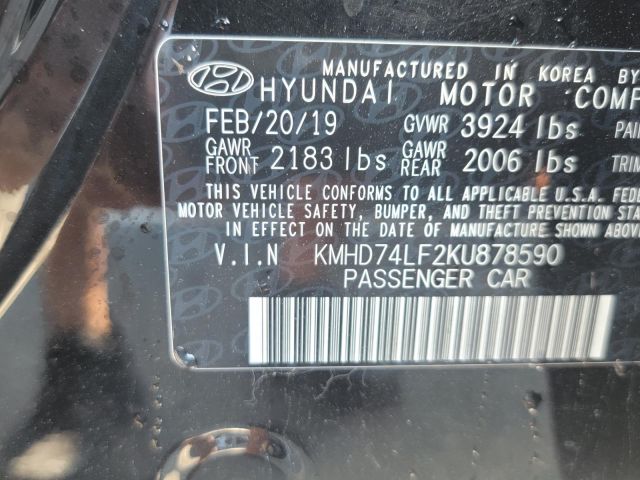 MANUFACTURED IN KOREA BY
HYUNDAI MOTOR COMP
FEB/20/19 GVWR 3924 lbs PAI
GAWR FRONT 2183 lbs GAWR REAR 2006 lbs TRI
THIS VEHICLE CONFORMS TO ALL APPLICABLE U.S.A. FEDE
MOTOR VEHICLE SAFETY, BUMPER, AND THEFT PREVENTION STA
IN EFFECT ON THE DATE OF MANUFACTURE SHOWN ABOVE
V.I.N KMHD74LF2KU878590
PASSENGER CAR